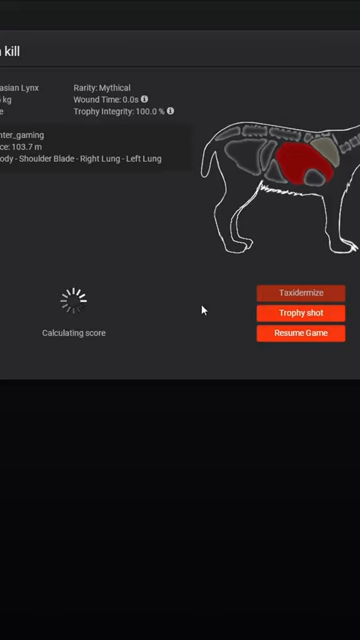 kill
asian Lynx
Rarity: Mythical
kg
Wound Time: 0.0s
e
Trophy Integrity: 100.0 %
nter_gaming
ce: 103.7 m
ody - Shoulder Blade - Right Lung - Left Lung
Taxidermize
Trophy shot
Calculating score
Resume Game